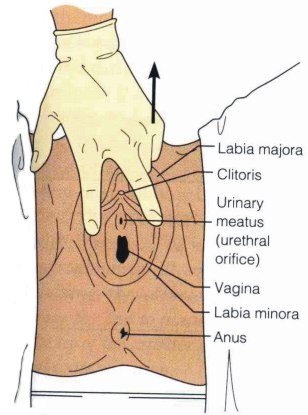 Labia majora
Clitoris
Urinary
meatus
(urethral
orifice)
Vagina
Labia minora
Anus